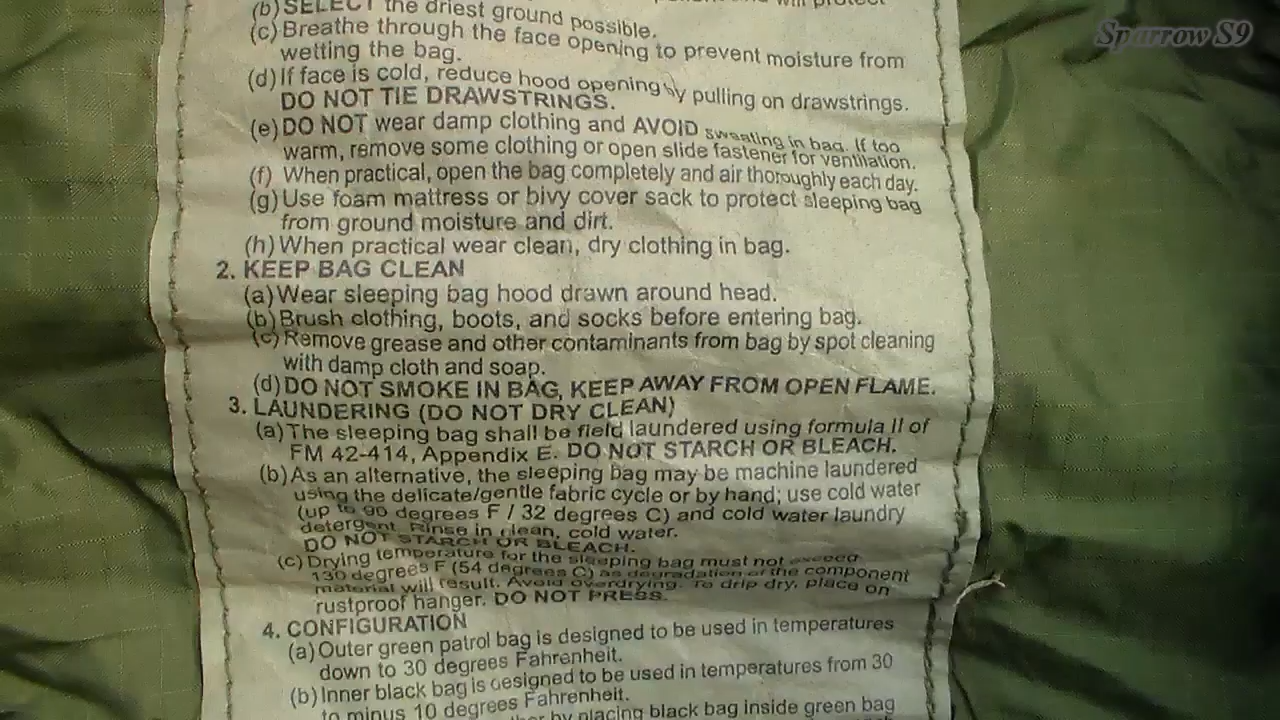 Sparrow S9
and will protect
(b) SELECT the driest ground possible.
(c) Breathe through the face opening to prevent moisture from
wetting the bag.
(d) If face is cold, reduce hood opening by pulling on drawstrings.
DO NOT TIE DRAWSTRINGS.
(e) DO NOT wear damp clothing and AVOID sweating in bag. If too
warm, remove some clothing or open slide fastener for ventilation.
(f) When practical, open the bag completely and air thoroughly each day.
(g) Use foam mattress or bivy cover sack to protect sleeping bag
from ground moisture and dirt.
(h) When practical wear clean, dry clothing in bag.
2. KEEP BAG CLEAN
(a) Wear sleeping bag hood drawn around head.
(b) Brush clothing, boots, and socks before entering bag.
(c) Remove grease and other contaminants from bag by spot cleaning
with damp cloth and soap.
(d) DO NOT SMOKE IN BAG, KEEP AWAY FROM OPEN FLAME.
3. LAUNDERING (DO NOT DRY CLEAN)
(a) The sleeping bag shall be field laundered using formula II of
FM 42-414, Appendix E. DO NOT STARCH OR BLEACH.
(b) As an alternative, the sleeping bag may be machine laundered
using the delicate/gentle fabric cycle or by hand; use cold water
(up to 90 degrees F / 32 degrees C) and cold water laundry
detergent. Rinse in clean, cold water.
DO NOT STARCH OR BLEACH.
(c) Drying temperature for the sleeping bag must not exceed
130 degrees F (54 degrees C) as degradation of the component
material will result. Avoid overdrying. To drip dry, place on
rustproof hanger. DO NOT PRESS.
4. CONFIGURATION
(a) Outer green patrol bag is designed to be used in temperatures
down to 30 degrees Fahrenheit.
(b) Inner black bag is designed to be used in temperatures from 30
to minus 10 degrees Fahrenheit.
by placing black bag inside green bag